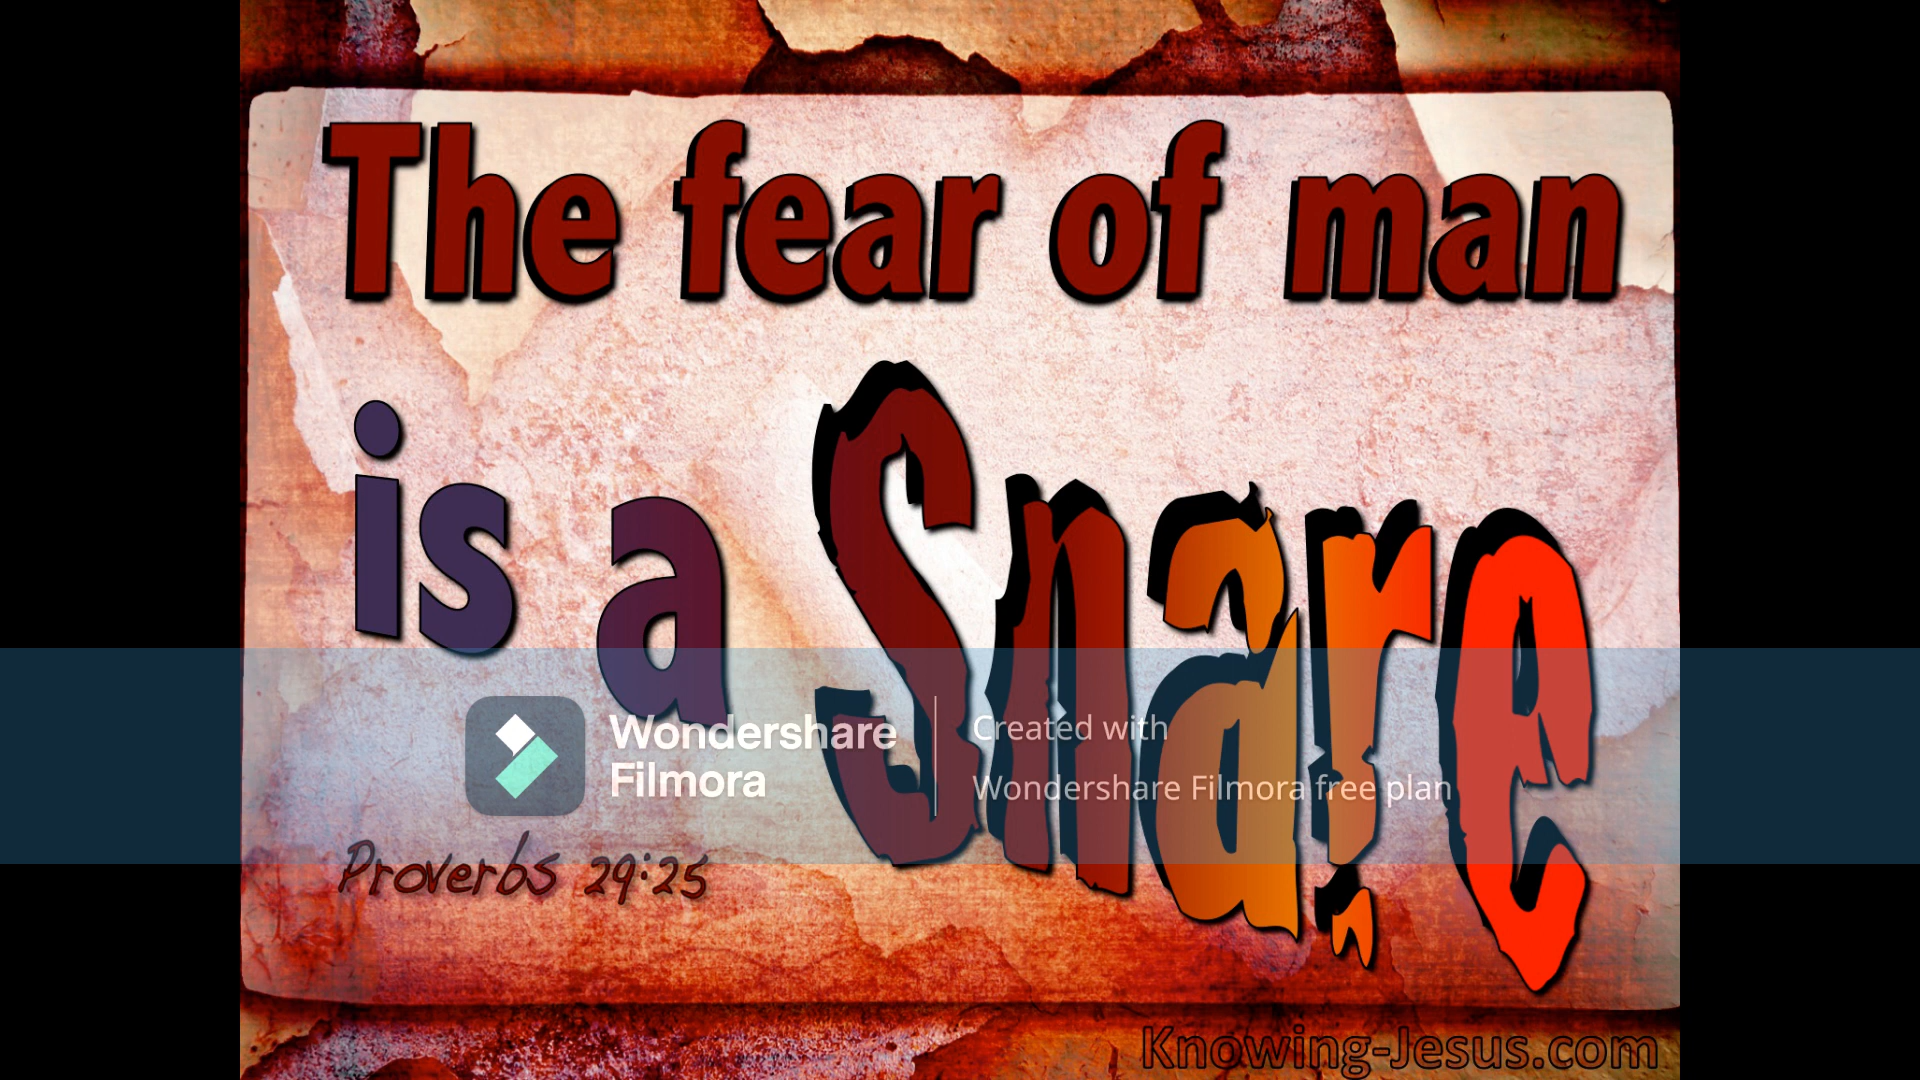 The fear of man
is a Snare
Wondershare
Filmora
Created with
Wondershare Filmora free plan
Proverbs 29:25
Knowing-Jesus.com